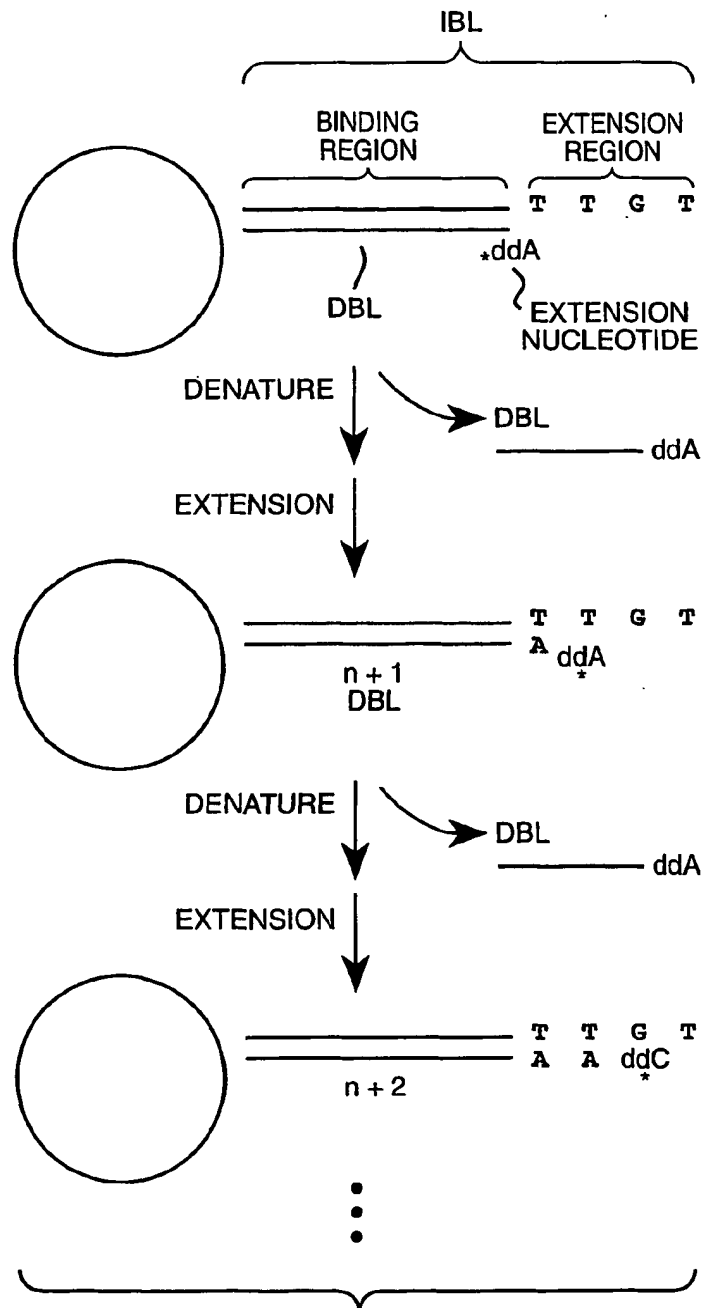 IBL
BINDING REGION
EXTENSION REGION
T T G T
*ddA
DBL
EXTENSION NUCLEOTIDE
DENATURE
DBL
ddA
EXTENSION
T T G T
A ddA
*
n + 1
DBL
DENATURE
DBL
ddA
EXTENSION
T T G T
A A ddC
*
n + 2